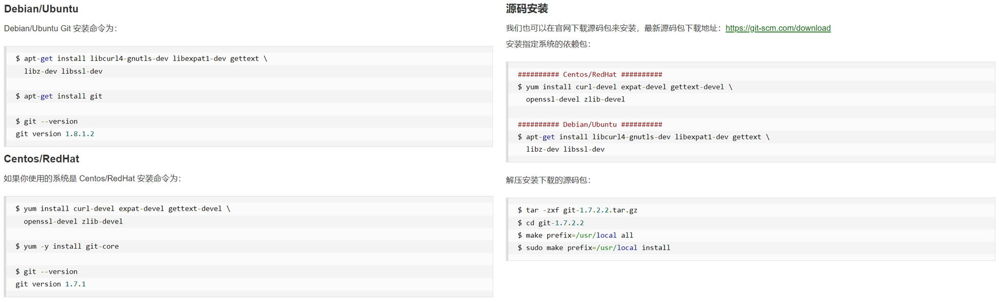 Debian/Ubuntu
Debian/Ubuntu Git 安装命令为：
$ apt-get install libcurl4-gnutls-dev libexpat1-dev gettext \
  libz-dev libssl-dev
$ apt-get install git
$ git --version
git version 1.8.1.2
Centos/RedHat
如果你使用的系统是 Centos/RedHat 安装命令为：
$ yum install curl-devel expat-devel gettext-devel \
  openssl-devel zlib-devel
$ yum -y install git-core
$ git --version
git version 1.7.1
源码安装
我们也可以在官网下载源码包来安装，最新源码包下载地址：https://git-scm.com/download
安装指定系统的依赖包：
########## Centos/RedHat ##########
$ yum install curl-devel expat-devel gettext-devel \
  openssl-devel zlib-devel
########## Debian/Ubuntu ##########
$ apt-get install libcurl4-gnutls-dev libexpat1-dev gettext \
  libz-dev libssl-dev
解压安装下载的源码包：
$ tar -zxf git-1.7.2.2.tar.gz
$ cd git-1.7.2.2
$ make prefix=/usr/local all
$ sudo make prefix=/usr/local install